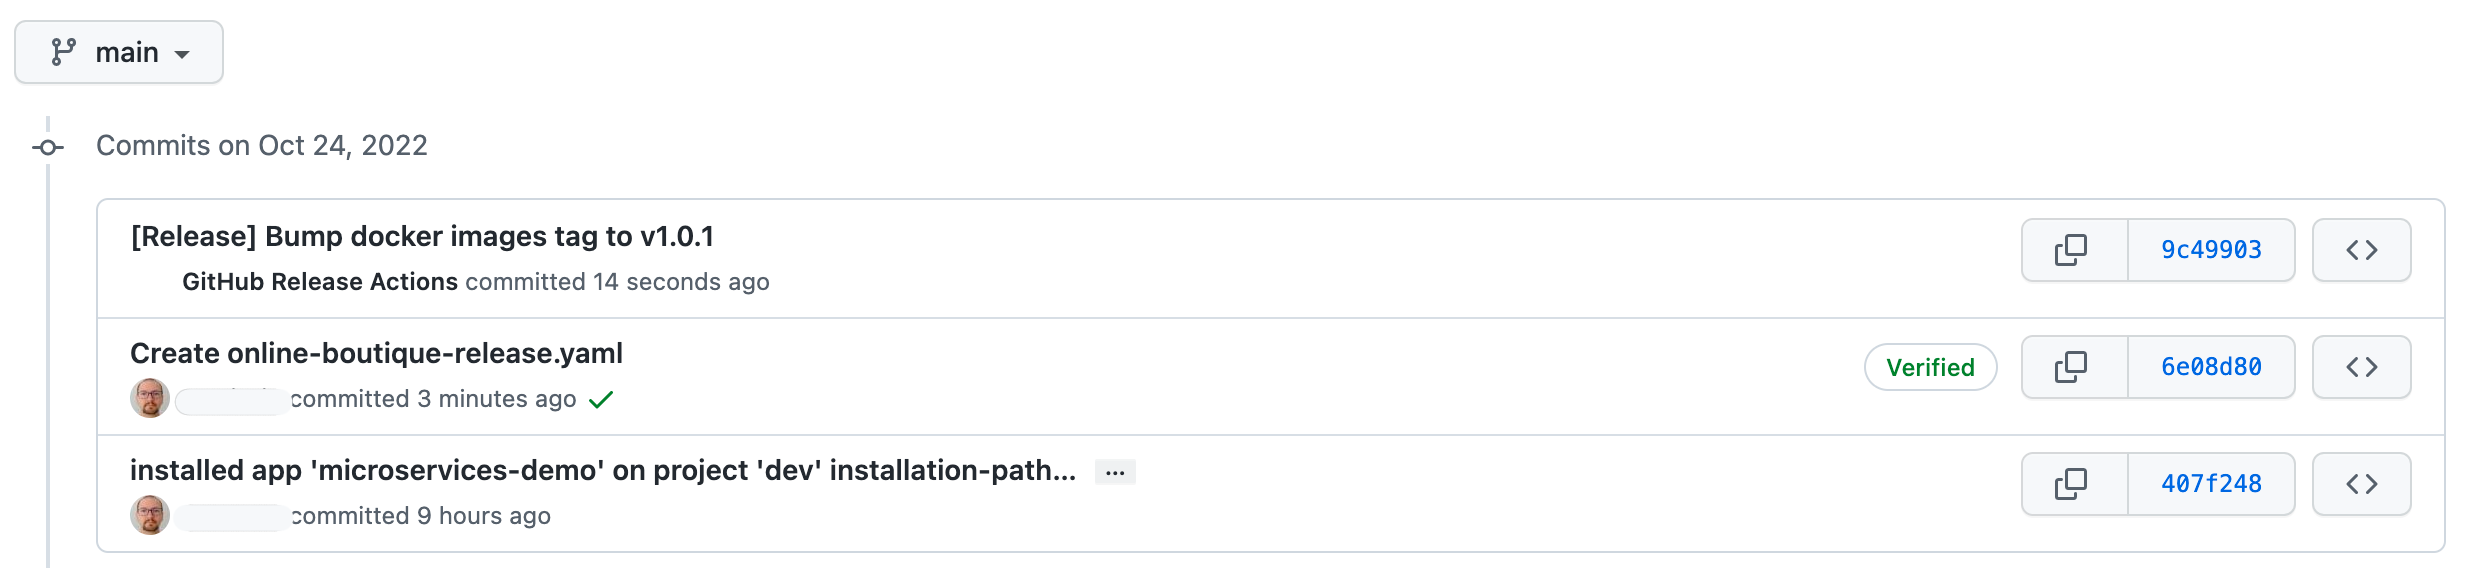 main
Commits on Oct 24, 2022
[Release] Bump docker images tag to v1.0.1
GitHub Release Actions committed 14 seconds ago
9c49903
Create online-boutique-release.yaml
committed 3 minutes ago
Verified
6e08d80
installed app 'microservices-demo' on project 'dev' installation-path... ...
committed 9 hours ago
407f248